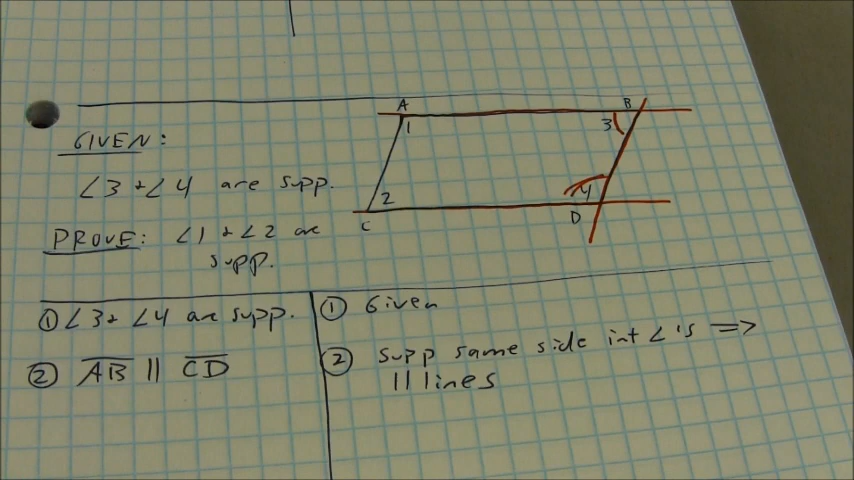 GIVEN:
∠3 + ∠4 are supp.
PROVE: ∠1 + ∠2 are
supp.
A
B
1
3
2
4
C
D
① ∠3 + ∠4 are supp.
① Given
② AB || CD
② supp same side int ∠'s =>
|| lines